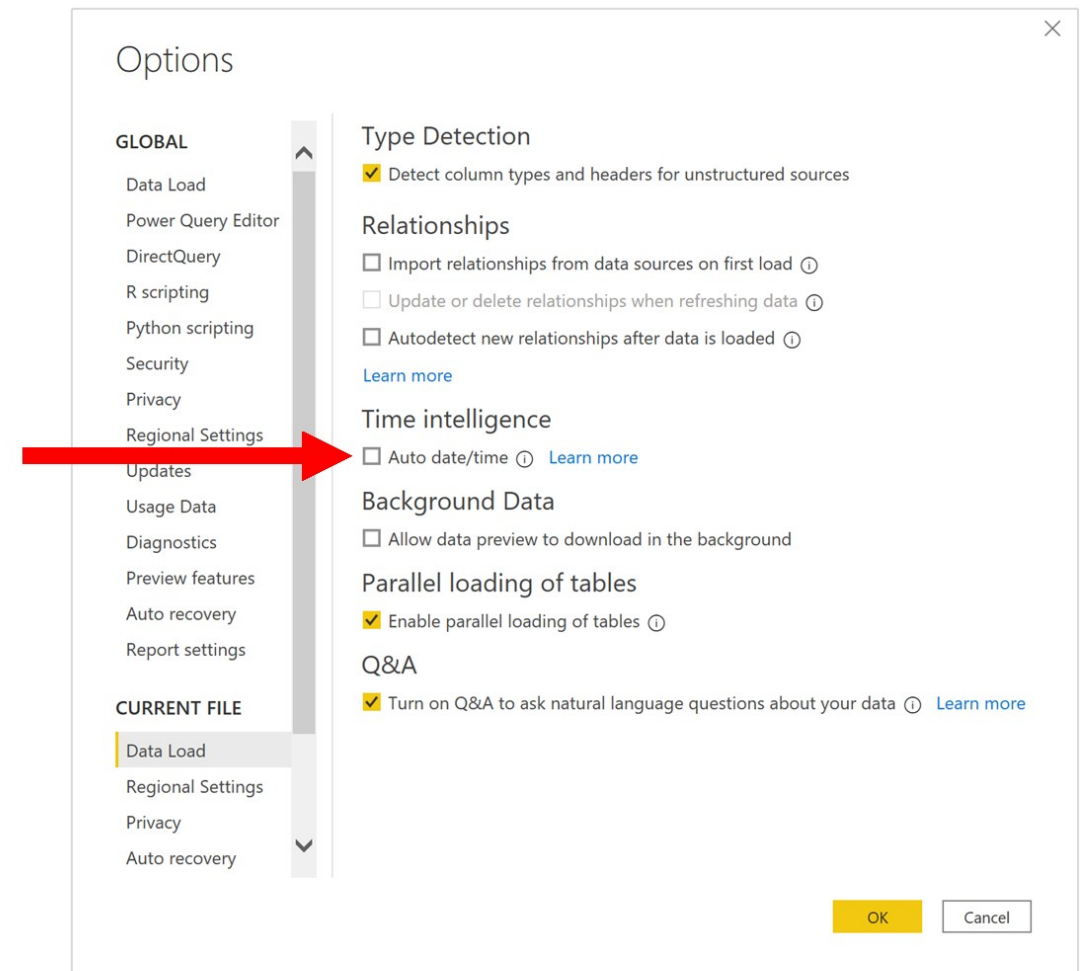 Options
GLOBAL
Data Load
Power Query Editor
DirectQuery
R scripting
Python scripting
Security
Privacy
Regional Settings
Updates
Usage Data
Diagnostics
Preview features
Auto recovery
Report settings
CURRENT FILE
Data Load
Regional Settings
Privacy
Auto recovery
Type Detection
Detect column types and headers for unstructured sources
Relationships
Import relationships from data sources on first load
Update or delete relationships when refreshing data
Autodetect new relationships after data is loaded
Learn more
Time intelligence
Auto date/time Learn more
Background Data
Allow data preview to download in the background
Parallel loading of tables
Enable parallel loading of tables
Q&A
Turn on Q&A to ask natural language questions about your data Learn more
OK Cancel